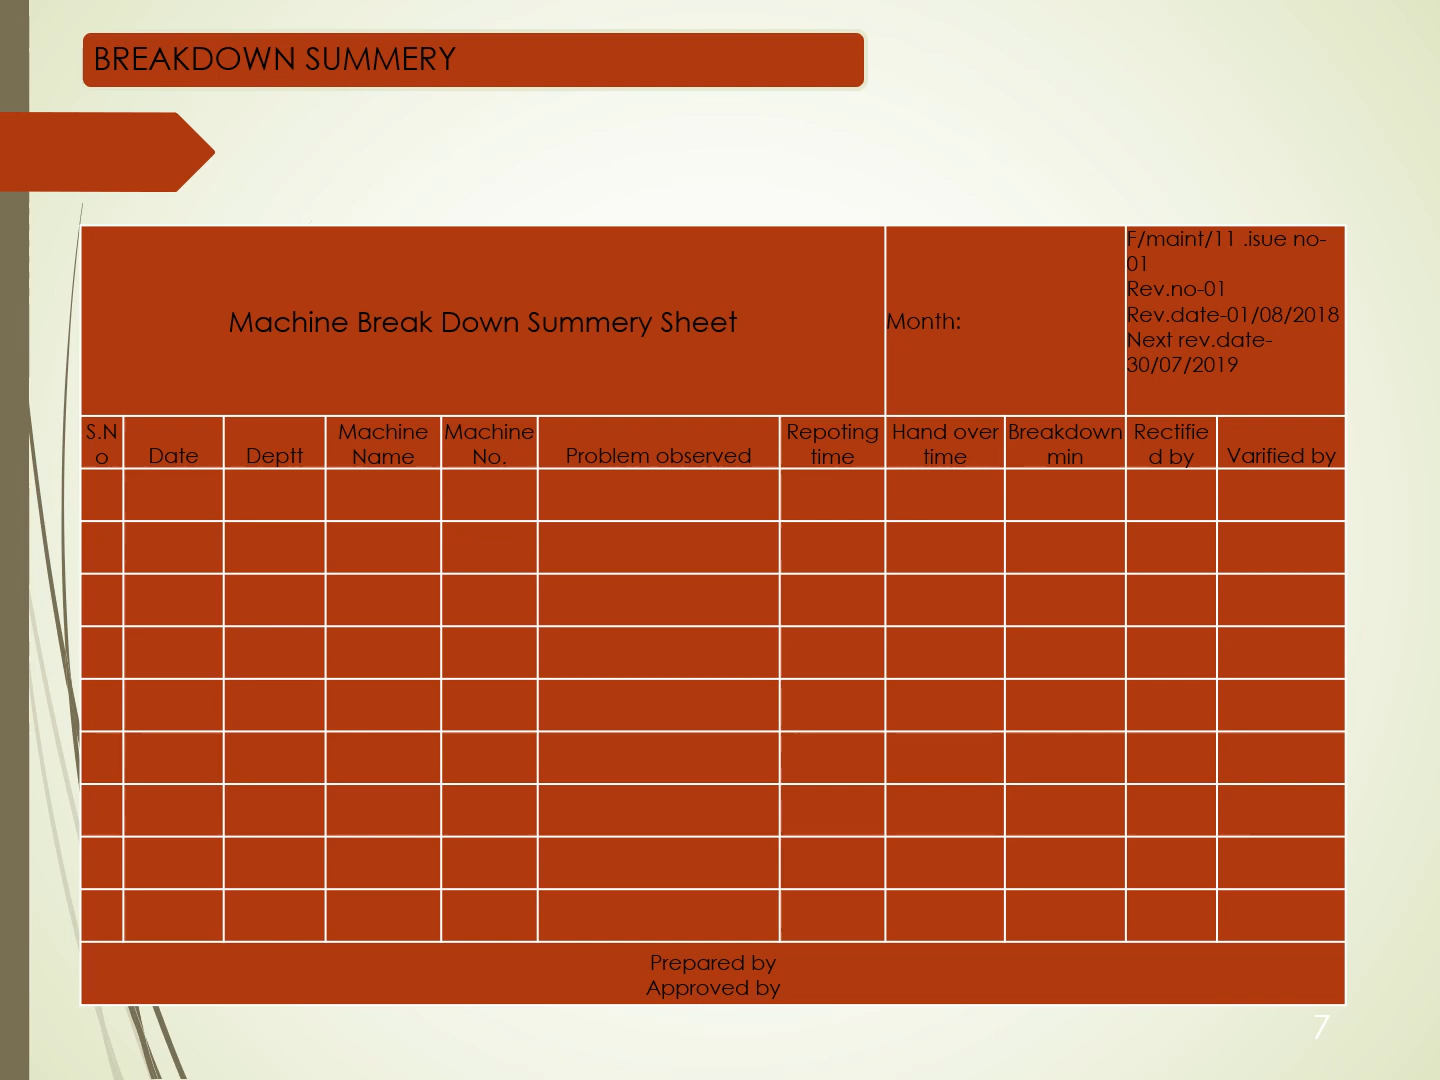 BREAKDOWN SUMMERY
Machine Break Down Summery Sheet
Month:
F/maint/11 .isue no-
01
Rev.no-01
Rev.date-01/08/2018
Next rev.date-
30/07/2019
S.N
o
Date
Deptt
Machine
Name
Machine
No.
Problem observed
Repoting
time
Hand over
time
Breakdown
min
Rectifie
d by
Varified by
Prepared by
Approved by
7